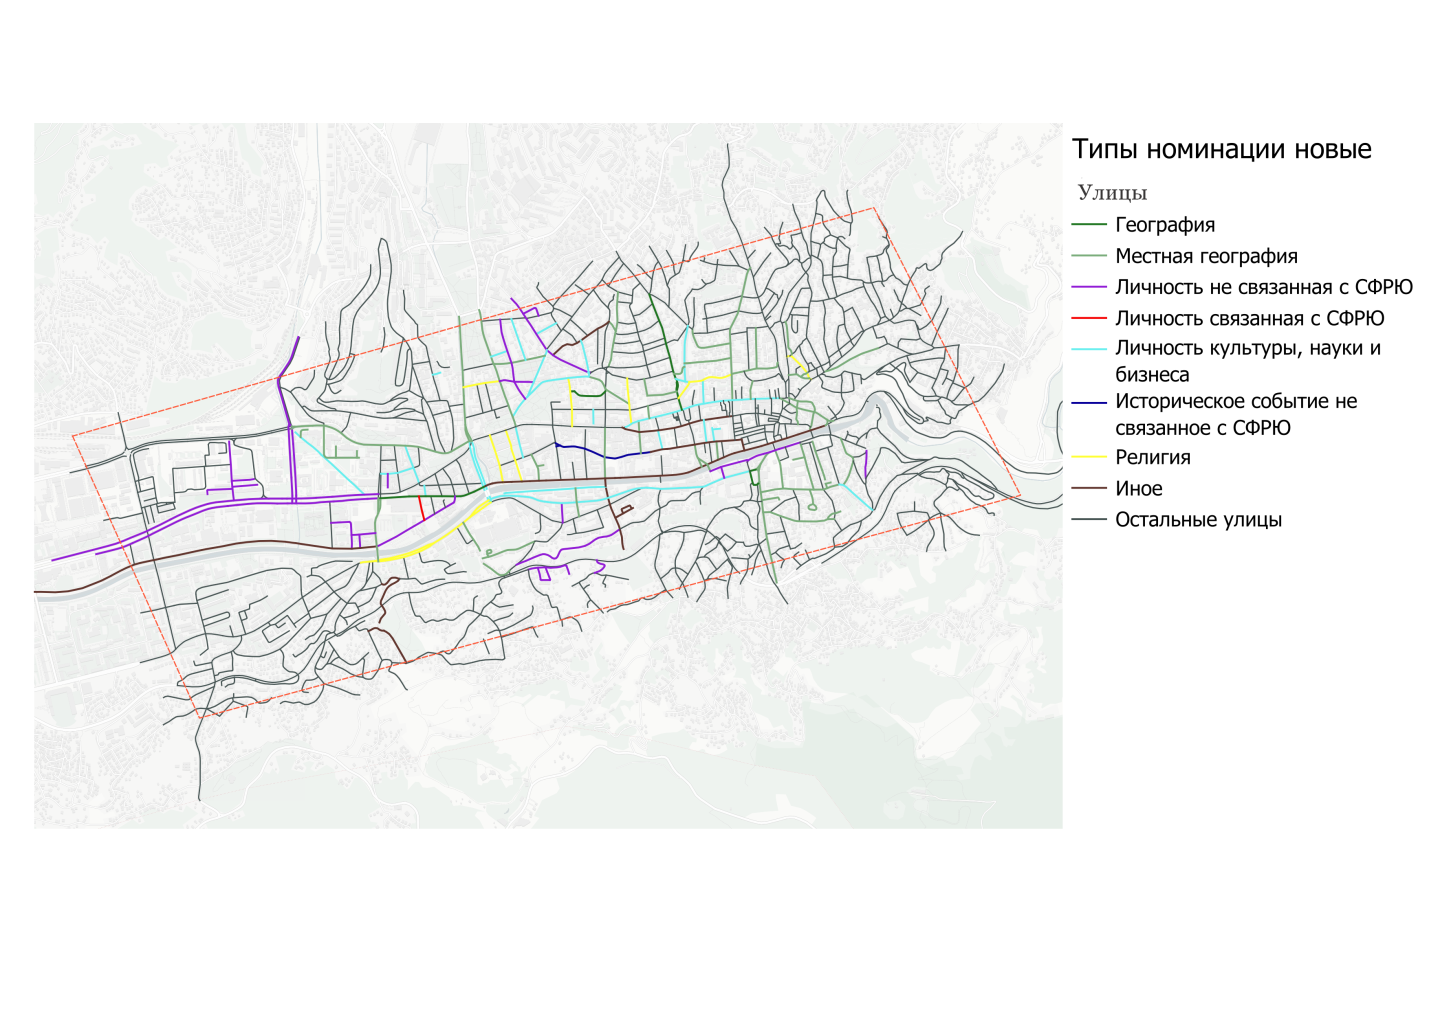 Типы номинации новые
Улицы
География
Местная география
Личность не связанная с СФРЮ
Личность связанная с СФРЮ
Личность культуры, науки и
бизнеса
Историческое событие не
связанное с СФРЮ
Религия
Иное
Остальные улицы